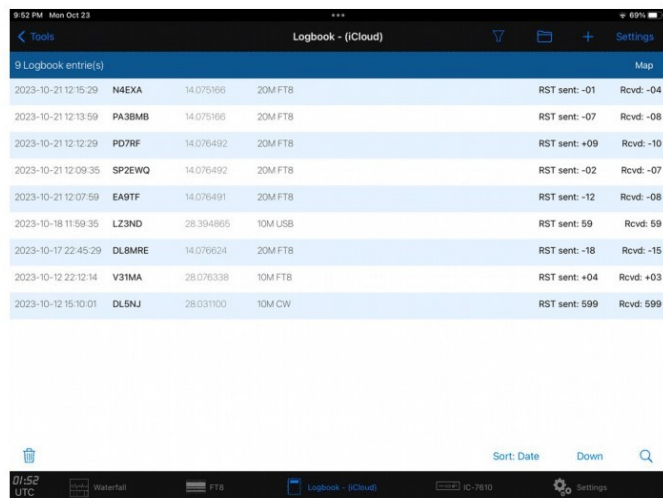 9:52 PM Mon Oct 23 69%
Tools Logbook - (iCloud) Settings
9 Logbook entrie(s) Map
2023-10-21 12:15:29 N4EXA 14.075166 20M FT8 RST sent: -01 Rcvd: -04
2023-10-21 12:13:59 PA3BMB 14.075166 20M FT8 RST sent: -07 Rcvd: -08
2023-10-21 12:12:29 PD7RF 14.076492 20M FT8 RST sent: +09 Rcvd: -10
2023-10-21 12:09:35 SP2EWQ 14.076492 20M FT8 RST sent: -02 Rcvd: -07
2023-10-21 12:07:59 EA9TF 14.076491 20M FT8 RST sent: -12 Rcvd: -08
2023-10-18 11:59:35 LZ3ND 28.394865 10M USB RST sent: 59 Rcvd: 59
2023-10-17 22:45:29 DL8MRE 14.076624 20M FT8 RST sent: -18 Rcvd: -15
2023-10-12 22:12:14 V31MA 28.076338 10M FT8 RST sent: +04 Rcvd: +03
2023-10-12 15:10:01 DL5NJ 28.031100 10M CW RST sent: 599 Rcvd: 599
Sort: Date Down
01:52 UTC Waterfall FT8 Logbook - (iCloud) IC-7610 Settings